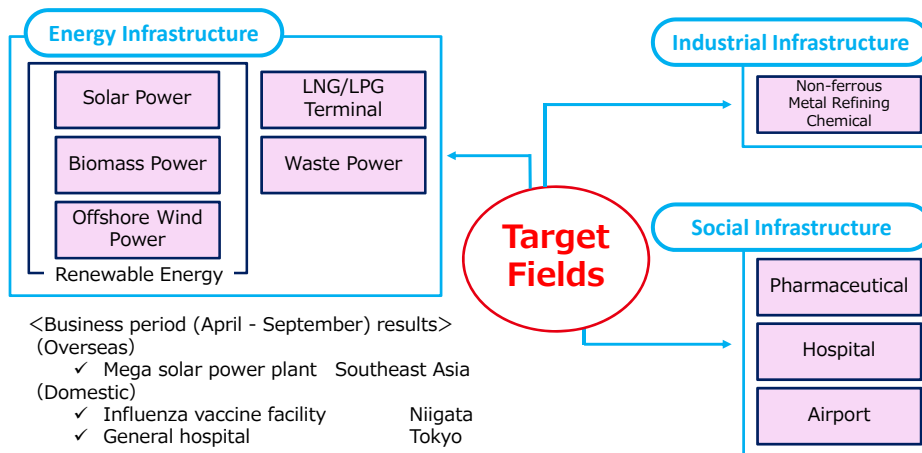 Energy Infrastructure
Solar Power
Biomass Power
Offshore Wind
Power
Renewable Energy
LNG/LPG
Terminal
Waste Power
Target
Fields
Industrial Infrastructure
Non-ferrous
Metal Refining
Chemical
Social Infrastructure
Pharmaceutical
Hospital
Airport
<Business period (April - September) results>
(Overseas)
✓ Mega solar power plant Southeast Asia
(Domestic)
✓ Influenza vaccine facility Niigata
✓ General hospital Tokyo